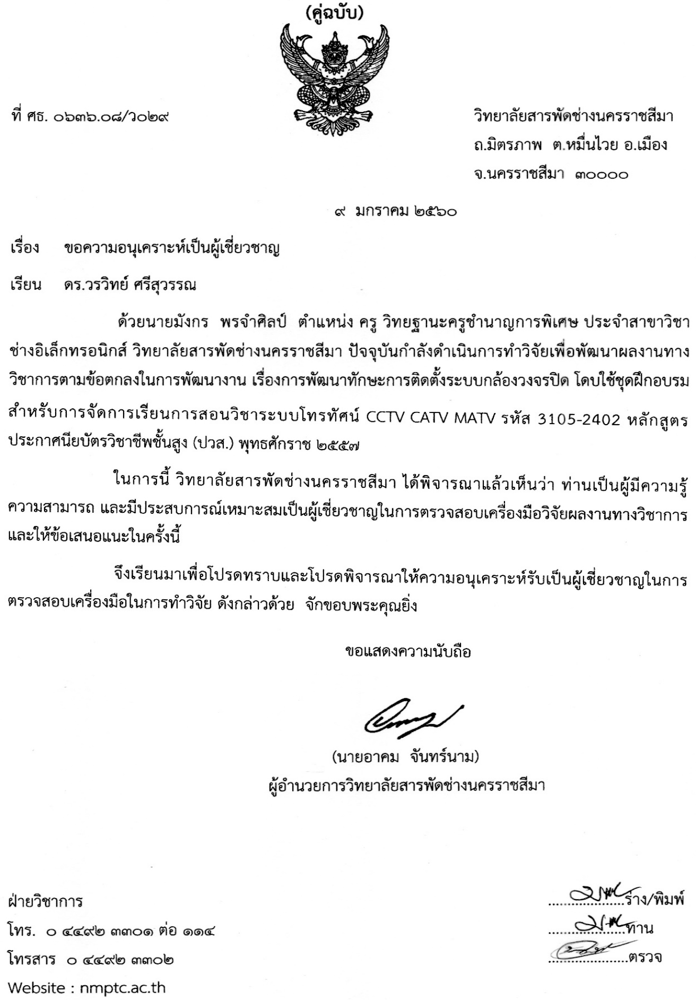 (คู่ฉบับ)
ที่ ศธ. ๐๖๓๖.๐๘/ว๐๒๙
วิทยาลัยสารพัดช่างนครราชสีมา
ถ.มิตรภาพ ต.หมื่นไวย อ.เมือง
จ.นครราชสีมา ๓๐๐๐๐
๙ มกราคม ๒๕๖๐
เรื่อง ขอความอนุเคราะห์เป็นผู้เชี่ยวชาญ
เรียน ดร.วรวิทย์ ศรีสุวรรณ
ด้วยนายมังกร พรจำศิลป์ ตำแหน่ง ครู วิทยฐานะครูชำนาญการพิเศษ ประจำสาขาวิชา
ช่างอิเล็กทรอนิกส์ วิทยาลัยสารพัดช่างนครราชสีมา ปัจจุบันกำลังดำเนินการทำวิจัยเพื่อพัฒนาผลงานทาง
วิชาการตามข้อตกลงในการพัฒนางาน เรื่องการพัฒนาทักษะการติดตั้งระบบกล้องวงจรปิด โดบใช้ชุดฝึกอบรม
สำหรับการจัดการเรียนการสอนวิชาระบบโทรทัศน์ CCTV CATV MATV รหัส 3105-2402 หลักสูตร
ประกาศนียบัตรวิชาชีพชั้นสูง (ปวส.) พุทธศักราช ๒๕๕๗
ในการนี้ วิทยาลัยสารพัดช่างนครราชสีมา ได้พิจารณาแล้วเห็นว่า ท่านเป็นผู้มีความรู้
ความสามารถ และมีประสบการณ์เหมาะสมเป็นผู้เชี่ยวชาญในการตรวจสอบเครื่องมือวิจัยผลงานทางวิชาการ
และให้ข้อเสนอแนะในครั้งนี้
จึงเรียนมาเพื่อโปรดทราบและโปรดพิจารณาให้ความอนุเคราะห์รับเป็นผู้เชี่ยวชาญในการ
ตรวจสอบเครื่องมือในการทำวิจัย ดังกล่าวด้วย จักขอบพระคุณยิ่ง
ขอแสดงความนับถือ
(นายอาคม จันทร์นาม)
ผู้อำนวยการวิทยาลัยสารพัดช่างนครราชสีมา
ฝ่ายวิชาการ
โทร. ๐ ๔๔๙๒ ๓๓๐๑ ต่อ ๑๑๔
โทรสาร ๐ ๔๔๙๒ ๓๓๐๒
Website : nmptc.ac.th
....................ร่าง/พิมพ์
....................ทาน
....................ตรวจ